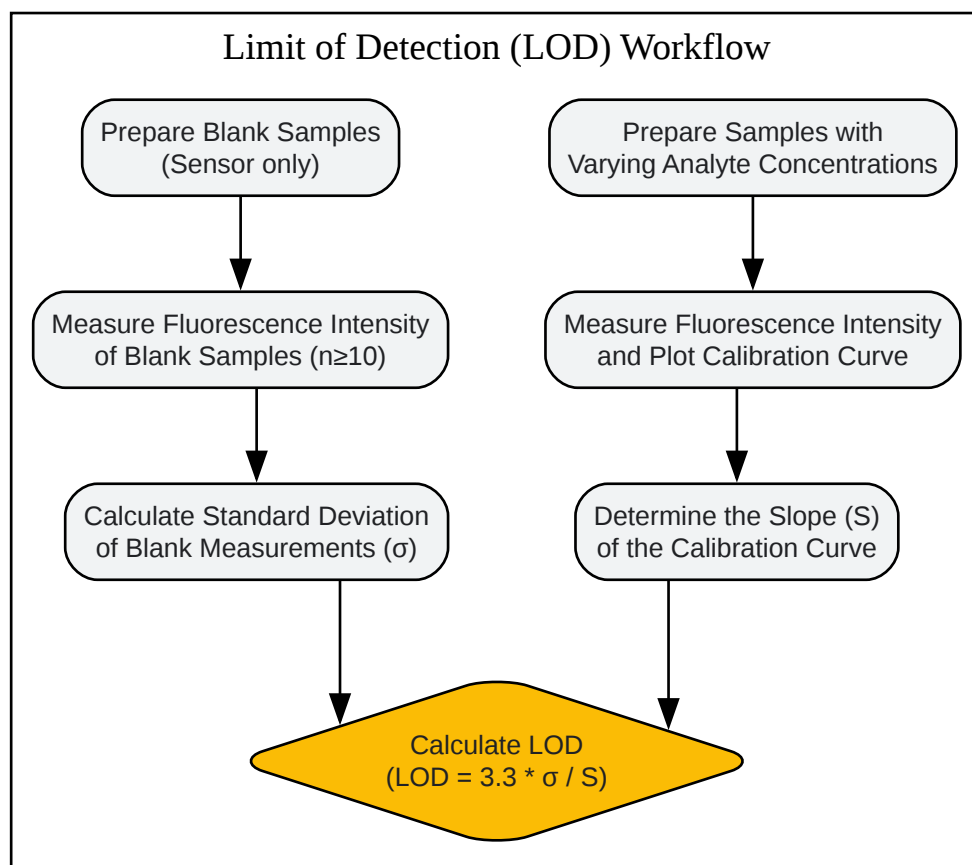 Limit of Detection (LOD) Workflow
Prepare Blank Samples
(Sensor only)
Prepare Samples with
Varying Analyte Concentrations
Measure Fluorescence Intensity
of Blank Samples (n≥10)
Measure Fluorescence Intensity
and Plot Calibration Curve
Calculate Standard Deviation
of Blank Measurements (σ)
Determine the Slope (S)
of the Calibration Curve
Calculate LOD
(LOD = 3.3 * σ / S)